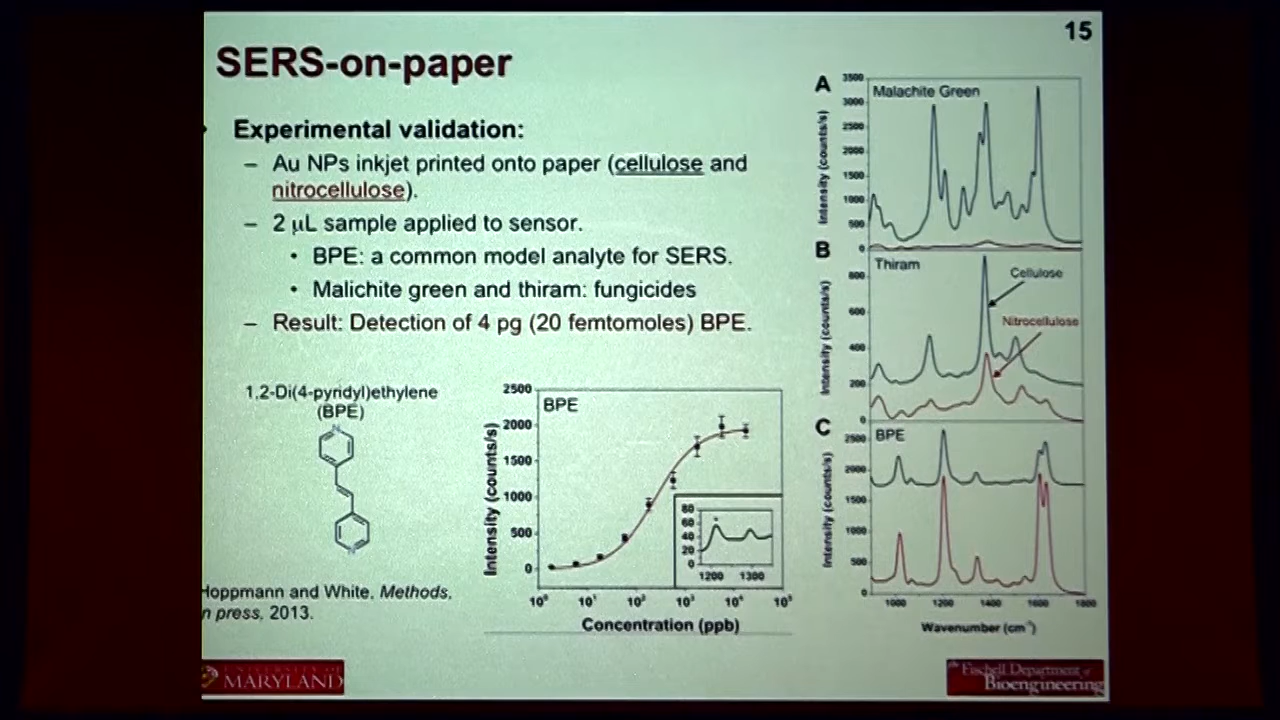 15
SERS-on-paper
Experimental validation:
– Au NPs inkjet printed onto paper (cellulose and
nitrocellulose).
– 2 µL sample applied to sensor.
• BPE: a common model analyte for SERS.
• Malichite green and thiram: fungicides
– Result: Detection of 4 pg (20 femtomoles) BPE.
1,2-Di(4-pyridyl)ethylene
(BPE)
N
N
Hoppmann and White, Methods,
n press, 2013.
BPE
Intensity (counts/s)
2500
2000
1500
1000
500
0
10⁰ 10¹ 10² 10³ 10⁴ 10⁵
Concentration (ppb)
80
60
40
20
0
1200 1300
A
Malachite Green
Intensity (counts/s)
3500
3000
2500
2000
1500
1000
500
0
B
Thiram
Cellulose
Nitrocellulose
Intensity (counts/s)
800
600
400
200
0
C
BPE
Intensity (counts/s)
2500
2000
1500
1000
500
0
1000 1200 1400 1600 1800
Wavenumber (cm⁻¹)
UNIVERSITY OF
MARYLAND
The Fischell Department of
Bioengineering